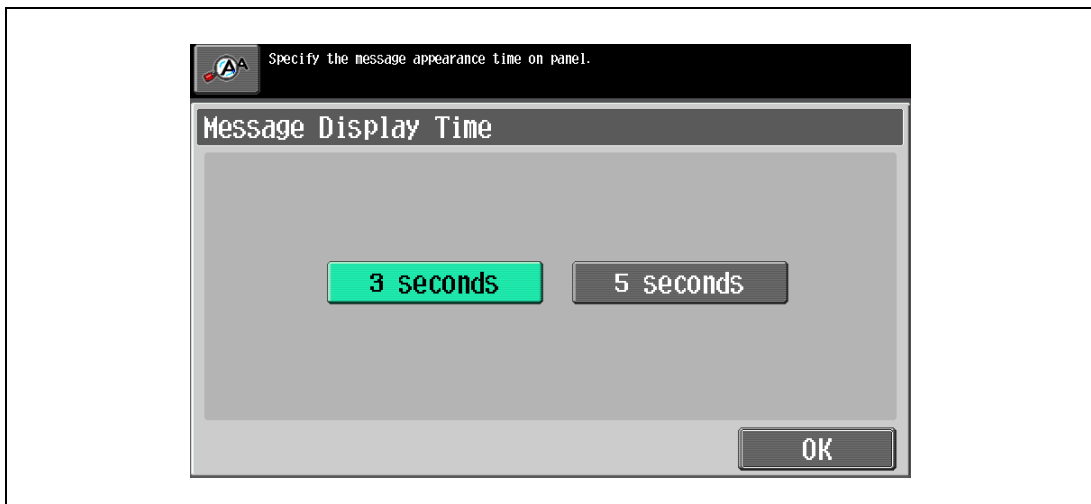 Specify the message appearance time on panel.
Message Display Time
3 seconds
5 seconds
OK